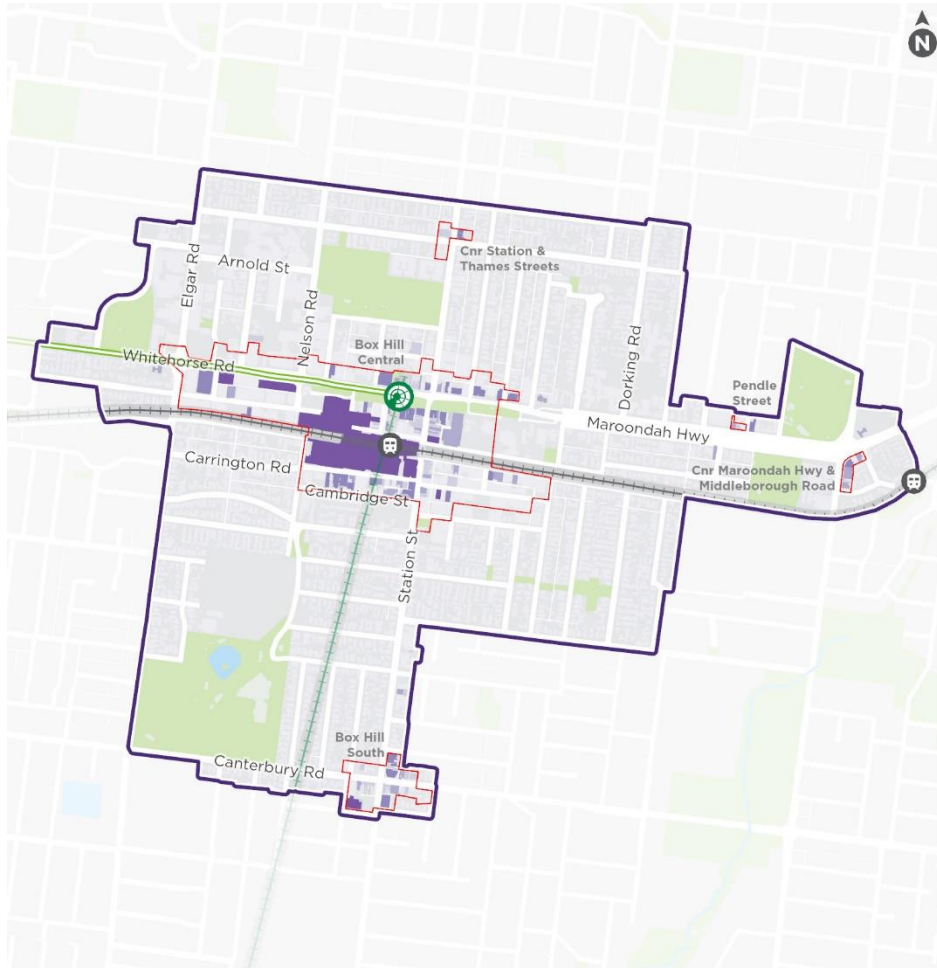 N
Cnr Station &
Thames Streets
Arnold St
Elgar Rd
Nelson Rd
Box Hill
Central
Whitehorse Rd
Dorking Rd
Pendle
Street
Maroondah Hwy
Carrington Rd
Cnr Maroondah Hwy &
Middleborough Road
Cambridge St
Station St
Box Hill
South
Canterbury Rd